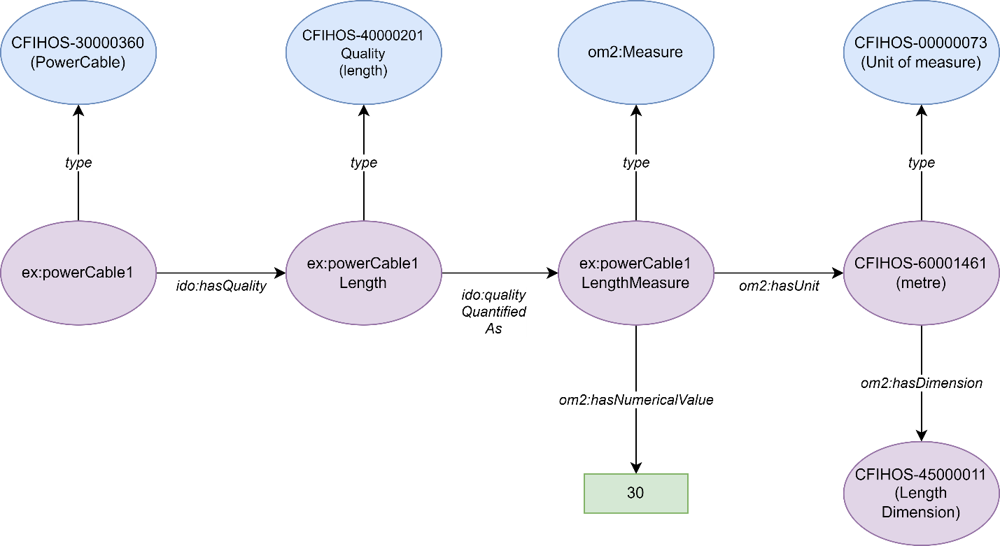 CFIHOS-30000360
(PowerCable)
CFIHOS-40000201
Quality
(length)
om2:Measure
CFIHOS-00000073
(Unit of measure)
type
type
type
type
ex:powerCable1
ido:hasQuality
ex:powerCable1
Length
ido:quality
Quantified
As
ex:powerCable1
LengthMeasure
om2:hasUnit
CFIHOS-60001461
(metre)
om2:hasNumericalValue
om2:hasDimension
30
CFIHOS-45000011
(Length
Dimension)